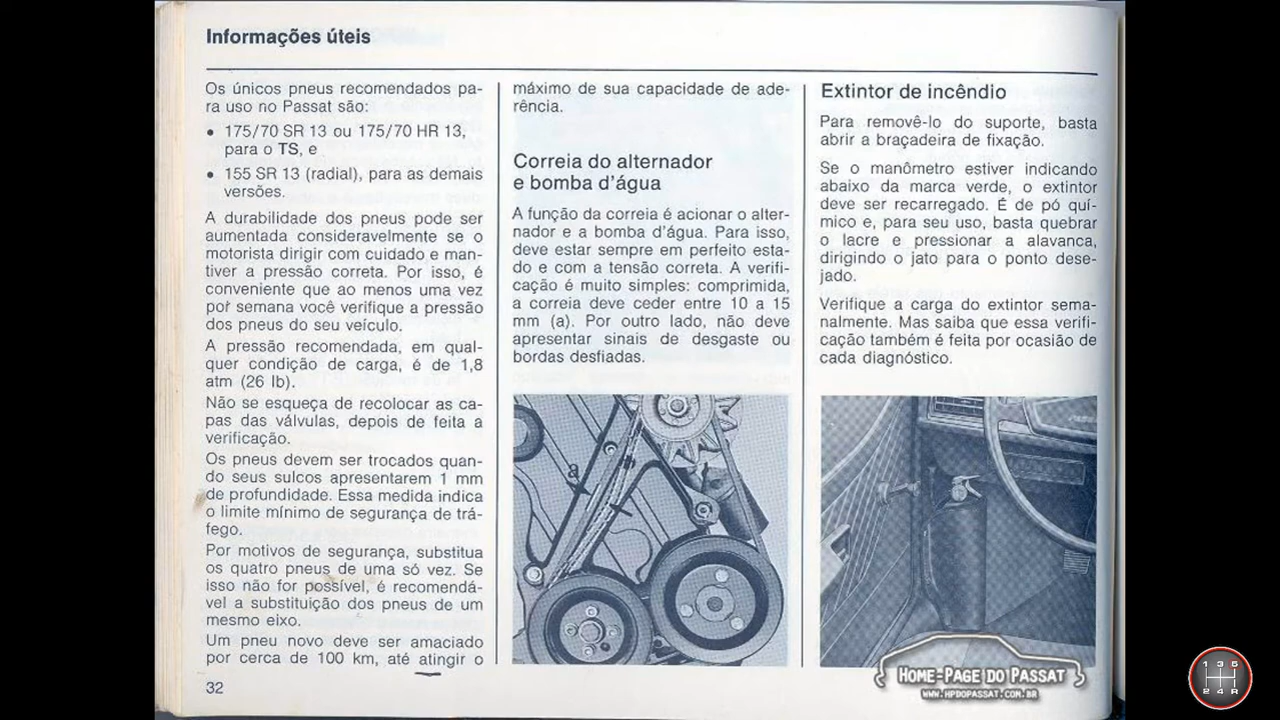 Informações úteis
Os únicos pneus recomendados pa-
ra uso no Passat são:
• 175/70 SR 13 ou 175/70 HR 13,
para o TS, e
• 155 SR 13 (radial), para as demais
versões.
A durabilidade dos pneus pode ser
aumentada consideravelmente se o
motorista dirigir com cuidado e man-
tiver a pressão correta. Por isso, é
conveniente que ao menos uma vez
por semana você verifique a pressão
dos pneus do seu veículo.
A pressão recomendada, em qual-
quer condição de carga, é de 1,8
atm (26 lb).
Não se esqueça de recolocar as ca-
pas das válvulas, depois de feita a
verificação.
Os pneus devem ser trocados quan-
do seus sulcos apresentarem 1 mm
de profundidade. Essa medida indica
o limite mínimo de segurança de trá-
fego.
Por motivos de segurança, substitua
os quatro pneus de uma só vez. Se
isso não for possível, é recomendá-
vel a substituição dos pneus de um
mesmo eixo.
Um pneu novo deve ser amaciado
por cerca de 100 km, até atingir o
32
máximo de sua capacidade de ade-
rência.
Correia do alternador
e bomba d'água
A função da correia é acionar o alter-
nador e a bomba d'água. Para isso,
deve estar sempre em perfeito esta-
do e com a tensão correta. A verifi-
cação é muito simples: comprimida,
a correia deve ceder entre 10 a 15
mm (a). Por outro lado, não deve
apresentar sinais de desgaste ou
bordas desfiadas.
a
Extintor de incêndio
Para removê-lo do suporte, basta
abrir a braçadeira de fixação.
Se o manômetro estiver indicando
abaixo da marca verde, o extintor
deve ser recarregado. É de pó quí-
mico e, para seu uso, basta quebrar
o lacre e pressionar a alavanca,
dirigindo o jato para o ponto dese-
jado.
Verifique a carga do extintor sema-
nalmente. Mas saiba que essa verifi-
cação também é feita por ocasião de
cada diagnóstico.
HOME-PAGE DO PASSAT
WWW.HPDOPASSAT.COM.BR
1 3 5
2 4 R